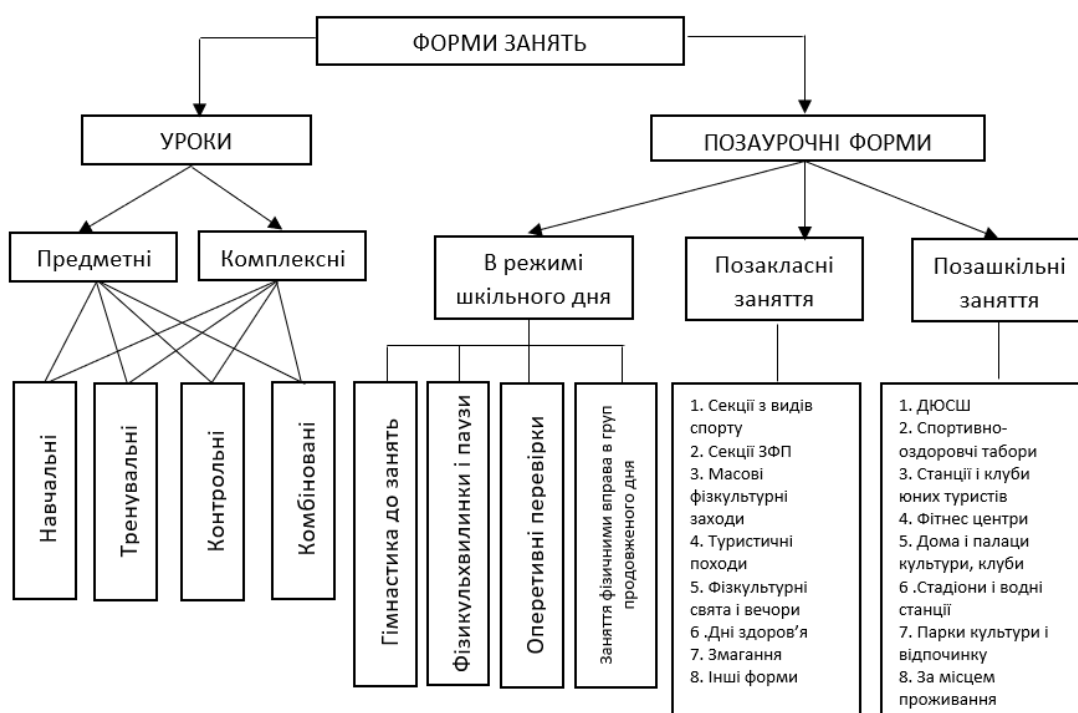 ФОРМИ ЗАНЯТЬ
УРОКИ
ПОЗАУРОЧНІ ФОРМИ
Предметні
Комплексні
В режимі
шкільного дня
Позакласні
заняття
Позашкільні
заняття
Навчальні
Тренувальні
Контрольні
Комбіновані
Гімнастика до занять
Фізикульхвилинки і паузи
Оперетивні перевірки
Заняття фізичними вправа в груп
продовженого дня
1. Секції з видів
спорту
2. Секції ЗФП
3. Масові
фізкультурні
заходи
4. Туристичні
походи
5. Фізкультурні
свята і вечори
6 .Дні здоров’я
7. Змагання
8. Інші форми
1. ДЮСШ
2. Спортивно-
оздоровчі табори
3. Станції і клуби
юних туристів
4. Фітнес центри
5. Дома і палаци
культури, клуби
6 .Стадіони і водні
станції
7. Парки культури і
відпочинку
8. За місцем
проживання